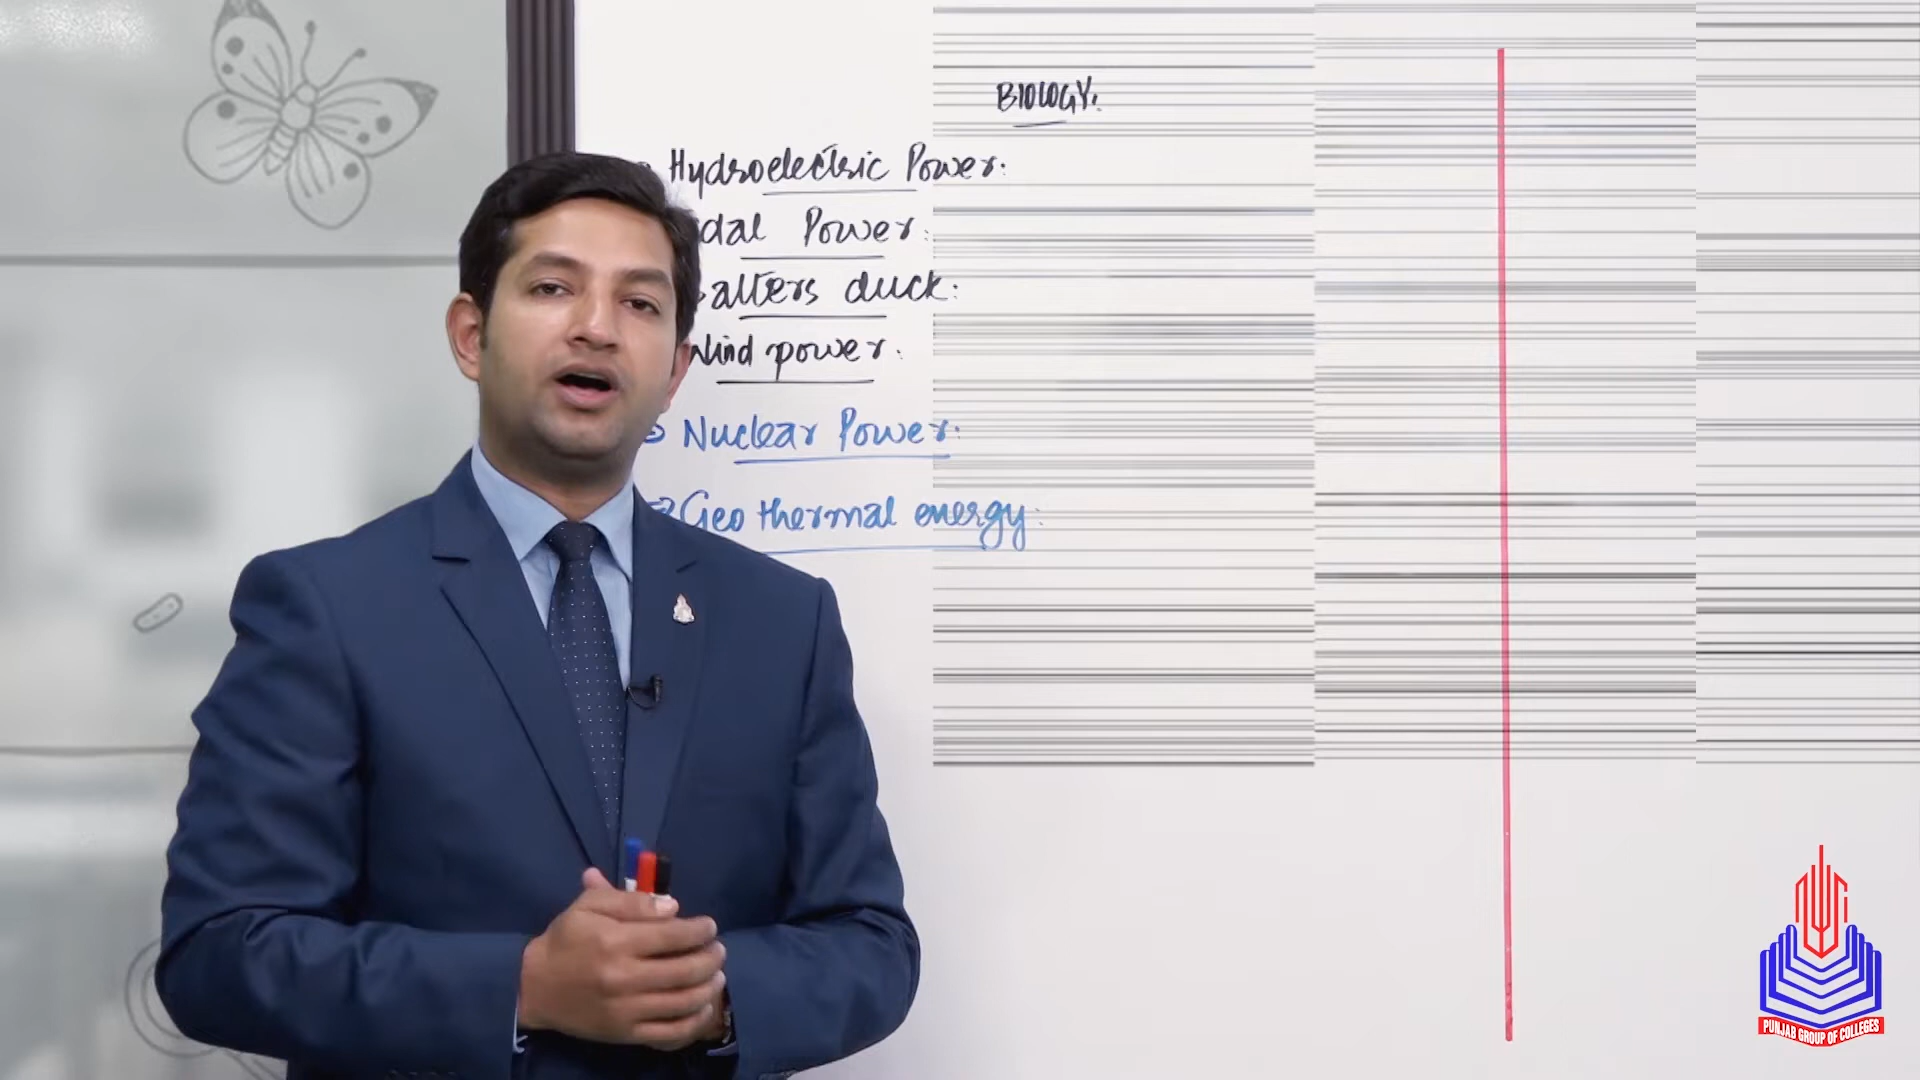 BIOLOGY.
Hydroelectric Power:
dal Power:
alters duck:
Wind power:
Nuclear Power:
Geo thermal energy:
PUNJAB GROUP OF COLLEGES